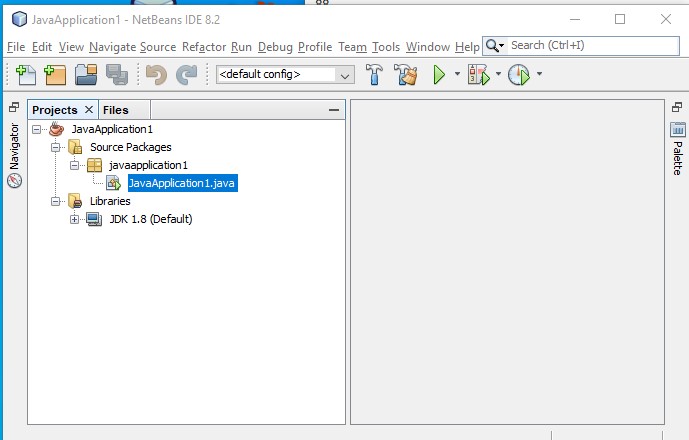 JavaApplication1 - NetBeans IDE 8.2
File Edit View Navigate Source Refactor Run Debug Profile Team Tools Window Help Search (Ctrl+I)
<default config>
Projects Files
Navigator
JavaApplication1
Source Packages
javaapplication1
JavaApplication1.java
Libraries
JDK 1.8 (Default)
Palette